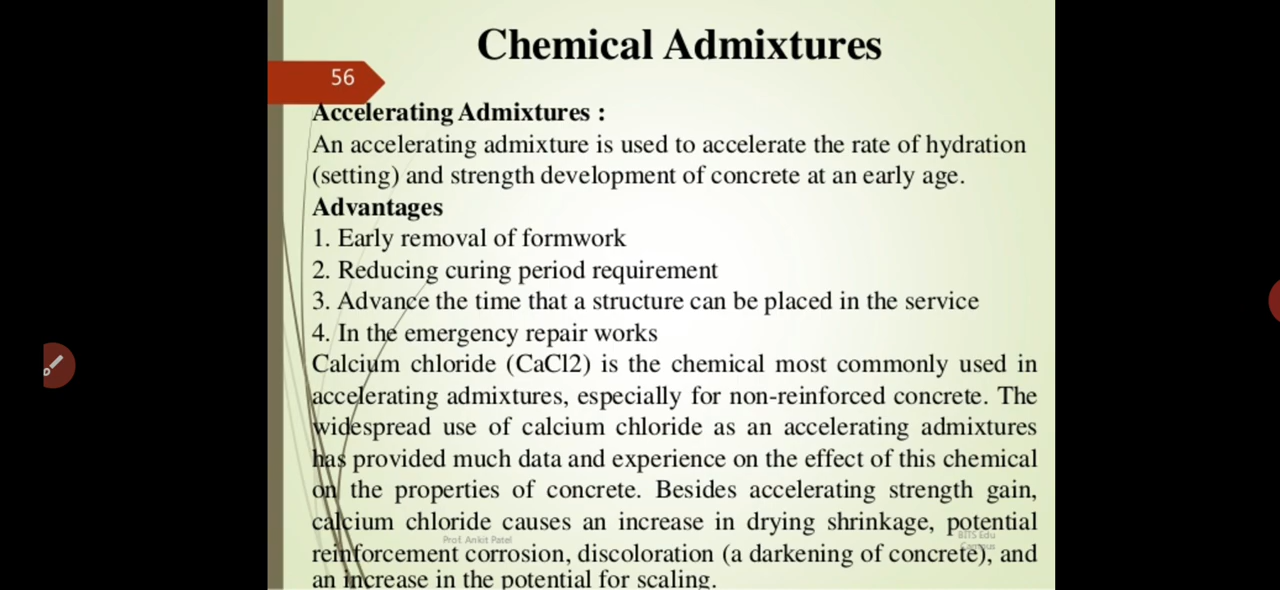 Chemical Admixtures
56
Accelerating Admixtures :
An accelerating admixture is used to accelerate the rate of hydration
(setting) and strength development of concrete at an early age.
Advantages
1. Early removal of formwork
2. Reducing curing period requirement
3. Advance the time that a structure can be placed in the service
4. In the emergency repair works
Calcium chloride (CaCl2) is the chemical most commonly used in
accelerating admixtures, especially for non-reinforced concrete. The
widespread use of calcium chloride as an accelerating admixtures
has provided much data and experience on the effect of this chemical
on the properties of concrete. Besides accelerating strength gain,
calcium chloride causes an increase in drying shrinkage, potential
reinforcement corrosion, discoloration (a darkening of concrete), and
an increase in the potential for scaling.
Prof. Ankit Patel
BITS Edu
Campus